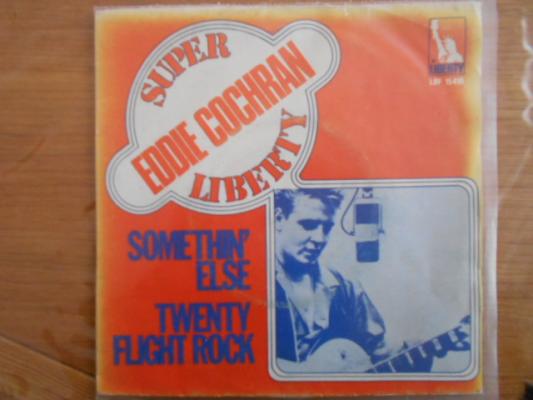 SUPER
EDDIE COCHRAN
LIBERTY
LIBERTY
SOMETHIN'
ELSE
TWENTY
FLIGHT ROCK